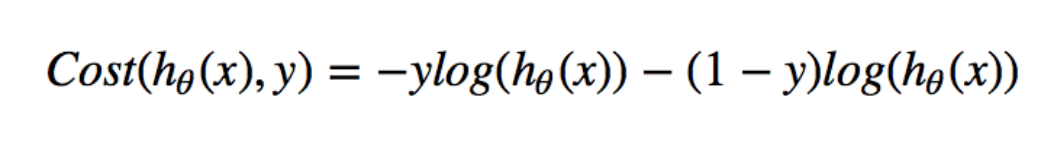 Cost(hθ(x), y) = −ylog(hθ(x)) − (1 − y)log(hθ(x))